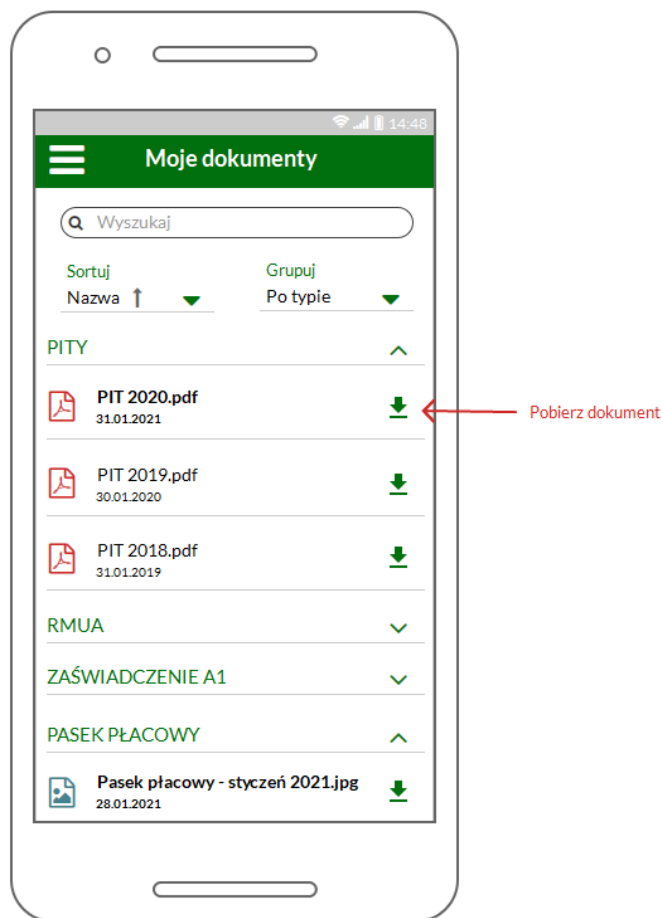 14:48
Moje dokumenty
Wyszukaj
Sortuj
Grupuj
Nazwa
Po typie
PITY
PIT 2020.pdf
31.01.2021
Pobierz dokument
PIT 2019.pdf
30.01.2020
PIT 2018.pdf
31.01.2019
RMUA
ZAŚWIADCZENIE A1
PASEK PŁACOWY
Pasek płacowy - styczeń 2021.jpg
28.01.2021